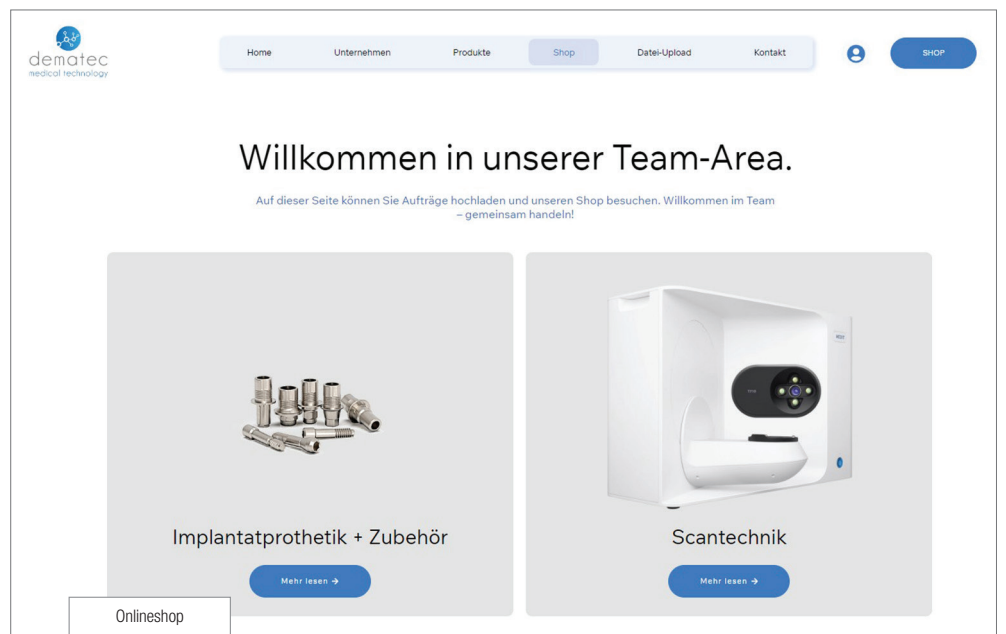 dematec
medical technology
Home
Unternehmen
Produkte
Shop
Datei-Upload
Kontakt
SHOP
Willkommen in unserer Team-Area.
Auf dieser Seite können Sie Aufträge hochladen und unseren Shop besuchen. Willkommen im Team
– gemeinsam handeln!
Implantatprothetik + Zubehör
Mehr lesen →
Scantechnik
Mehr lesen →
Onlineshop